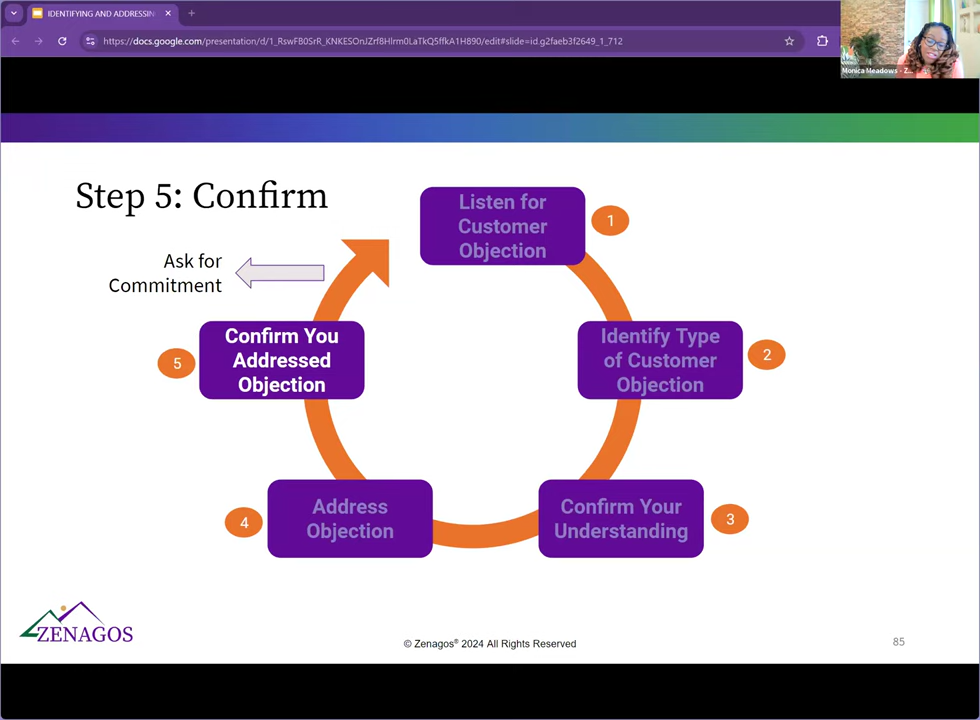 IDENTIFYING AND ADDRESSIN
https://docs.google.com/presentation/d/1_RswFB0SrR_KNKESOnJZrf8Hlrm0LaTkQ5ffkA1H890/edit#slide=id.g2faeb3f2649_1_712
Monica Meadows - Z...
Step 5: Confirm
Listen for
Customer
Objection
1
Ask for
Commitment
Confirm You
Addressed
Objection
5
Identify Type
of Customer
Objection
2
Address
Objection
4
Confirm Your
Understanding
3
ZENAGOS
© Zenagos® 2024 All Rights Reserved
85